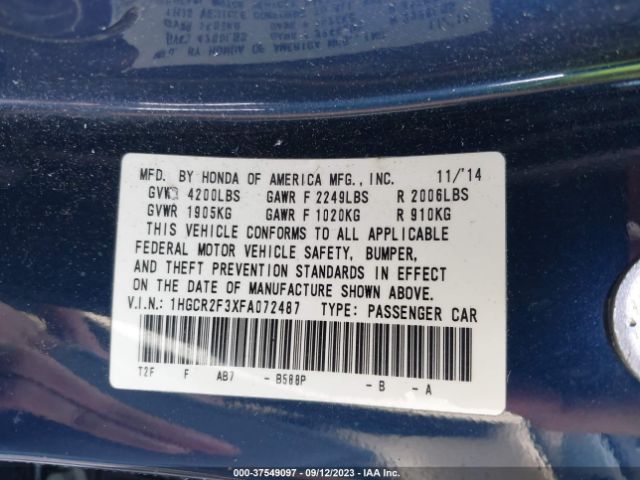 MFD. BY HONDA OF AMERICA MFG., INC. 11/'14
GVWR 4200LBS GAWR F 2249LBS R 2006LBS
GVWR 1905KG GAWR F 1020KG R 910KG
THIS VEHICLE CONFORMS TO ALL APPLICABLE
FEDERAL MOTOR VEHICLE SAFETY, BUMPER,
AND THEFT PREVENTION STANDARDS IN EFFECT
ON THE DATE OF MANUFACTURE SHOWN ABOVE.
V.I.N.: 1HGCR2F3XFA072487 TYPE: PASSENGER CAR
T2F F AB7 - B588P - B - A
000 - 37549097 - 09/12/2023 - IAA Inc.